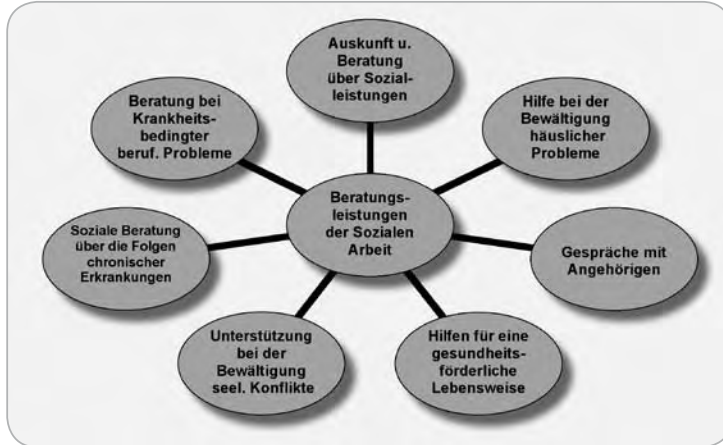 Auskunft u.
Beratung
über Sozial-
leistungen
Beratung bei
Krankheits-
bedingter
beruf. Probleme
Hilfe bei der
Bewältigung
häuslicher
Probleme
Beratungs-
leistungen
der Sozialen
Arbeit
Soziale Beratung
über die Folgen
chronischer
Erkrankungen
Gespräche mit
Angehörigen
Unterstützung
bei der
Bewältigung
seel. Konflikte
Hilfen für eine
gesundheits-
förderliche
Lebensweise